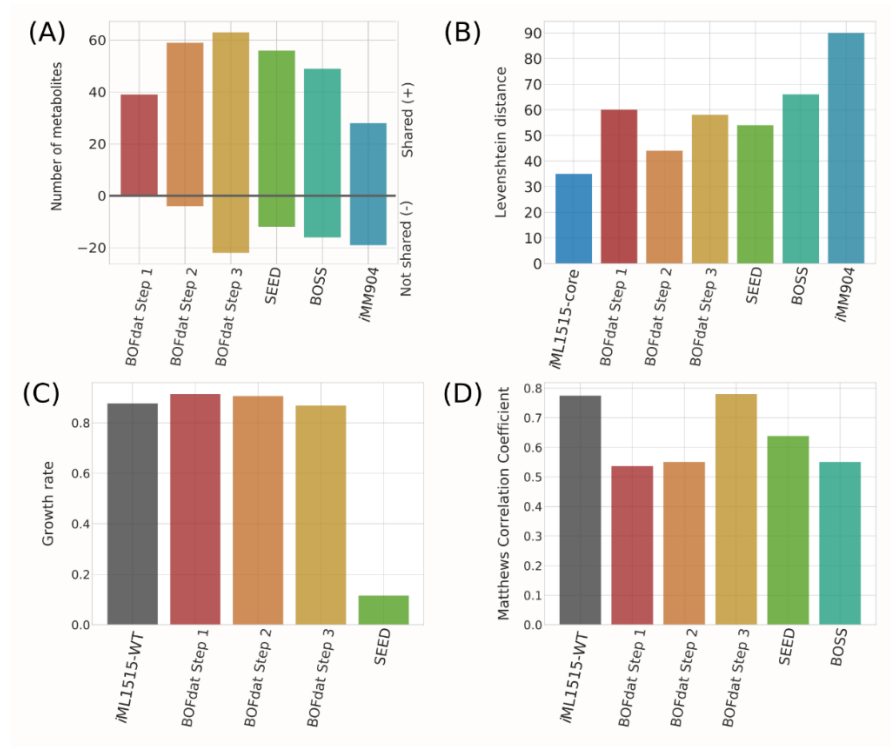 (A)
Number of metabolites
60
40
20
0
−20
Shared (+)
Not shared (-)
BOFdat Step 1
BOFdat Step 2
BOFdat Step 3
SEED
BOSS
iMM904
(B)
Levenshtein distance
90
80
70
60
50
40
30
20
10
0
iML1515-core
BOFdat Step 1
BOFdat Step 2
BOFdat Step 3
SEED
BOSS
iMM904
(C)
Growth rate
0.8
0.6
0.4
0.2
0.0
iML1515-WT
BOFdat Step 1
BOFdat Step 2
BOFdat Step 3
SEED
(D)
Matthews Correlation Coefficient
0.8
0.7
0.6
0.5
0.4
0.3
0.2
0.1
0.0
iML1515-WT
BOFdat Step 1
BOFdat Step 2
BOFdat Step 3
SEED
BOSS